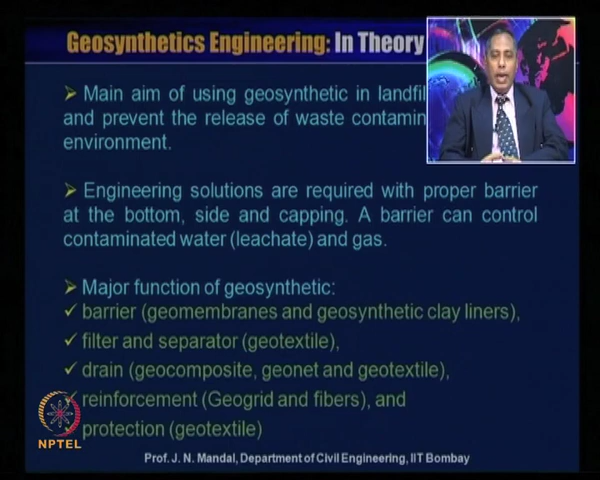 Geosynthetics Engineering: In Theory
➢ Main aim of using geosynthetic in landfil
and prevent the release of waste contamin
environment.
➢ Engineering solutions are required with proper barrier
at the bottom, side and capping. A barrier can control
contaminated water (leachate) and gas.
➢ Major function of geosynthetic:
✓ barrier (geomembranes and geosynthetic clay liners),
✓ filter and separator (geotextile),
✓ drain (geocomposite, geonet and geotextile),
✓ reinforcement (Geogrid and fibers), and
✓ protection (geotextile)
NPTEL
Prof. J. N. Mandal, Department of Civil Engineering, IIT Bombay